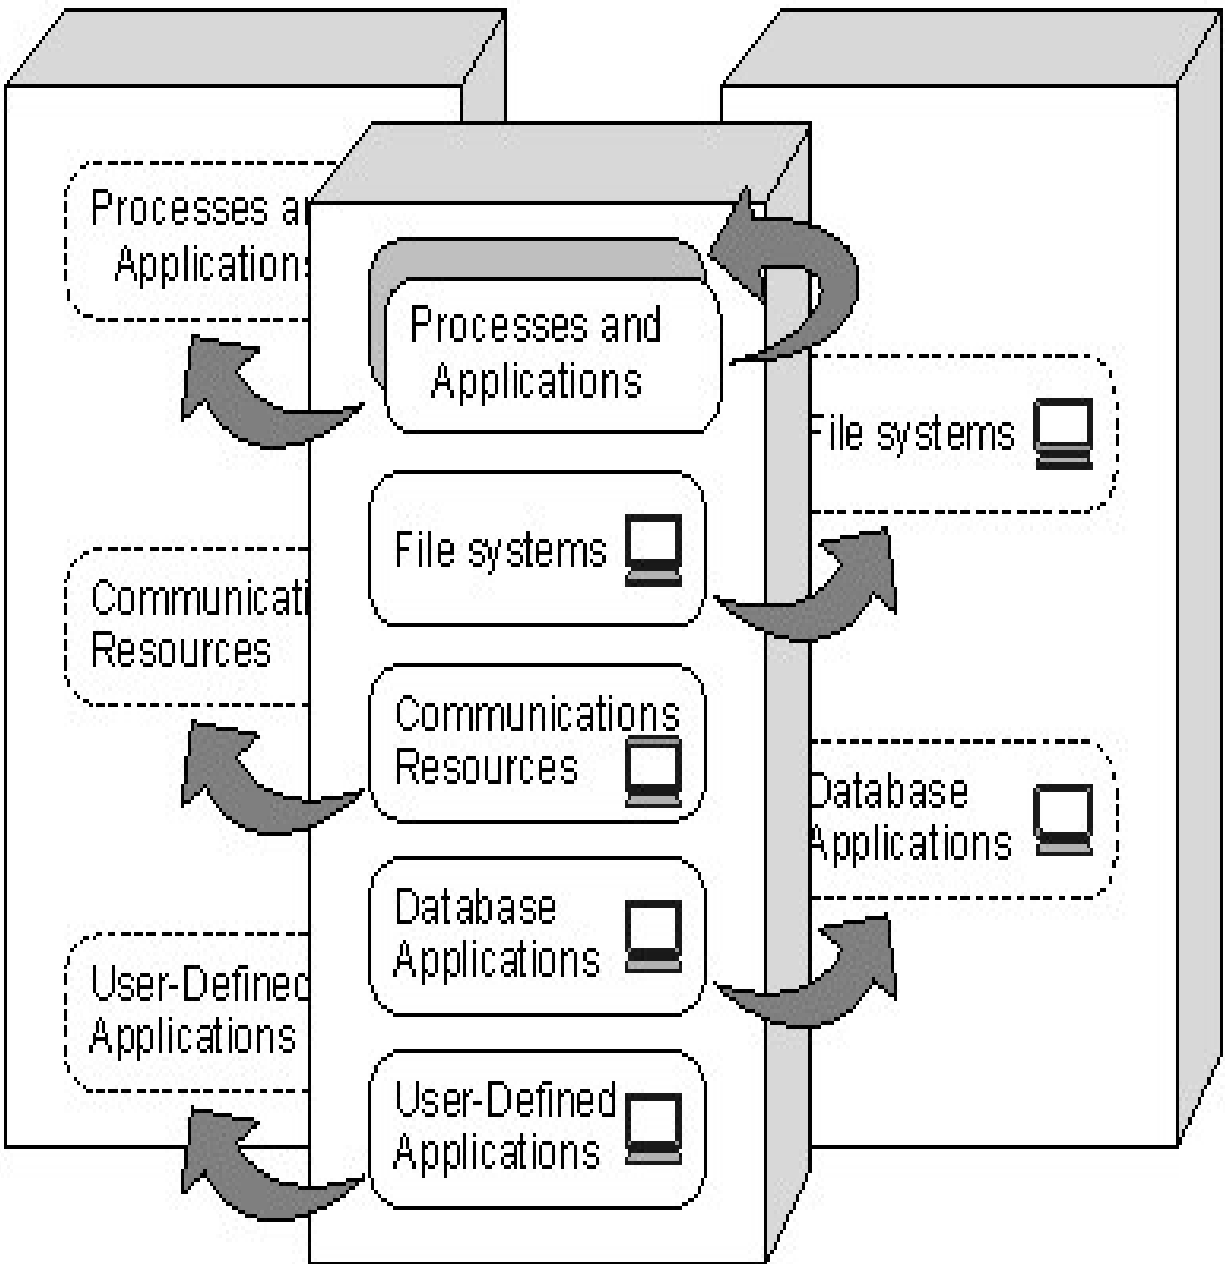 Processes a
Applications
Communicati
Resources
User-Defined
Applications
Processes and
Applications
File systems
Communications
Resources
Database
Applications
User-Defined
Applications
File systems
Database
Applications